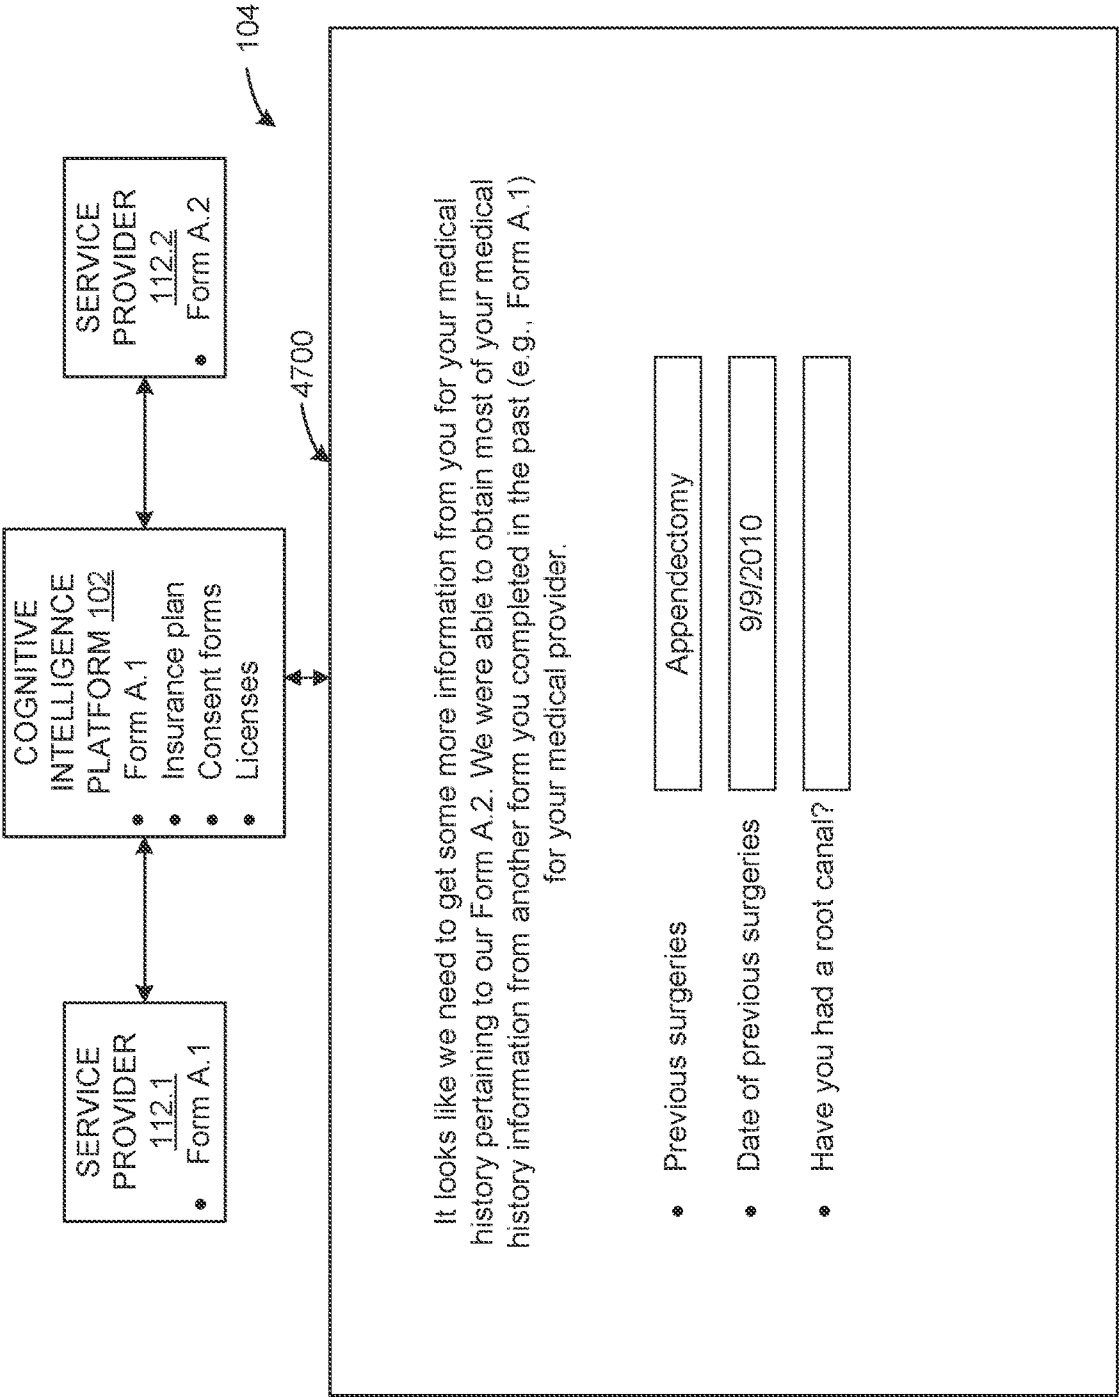 SERVICE
PROVIDER
112.1
• Form A.1
COGNITIVE
INTELLIGENCE
PLATFORM 102
• Form A.1
• Insurance plan
• Consent forms
• Licenses
SERVICE
PROVIDER
112.2
• Form A.2
104
4700
It looks like we need to get some more information from you for your medical
history pertaining to our Form A.2. We were able to obtain most of your medical
history information from another form you completed in the past (e.g., Form A.1)
for your medical provider.
• Previous surgeries Appendectomy
• Date of previous surgeries 9/9/2010
• Have you had a root canal?